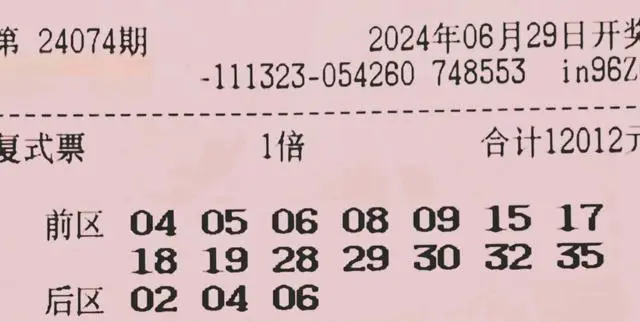 第 24074期 2024年06月29日开奖
-111323-054260 748553 in96Z
复式票 1倍 合计12012元
前区 04 05 06 08 09 15 17
18 19 28 29 30 32 35
后区 02 04 06